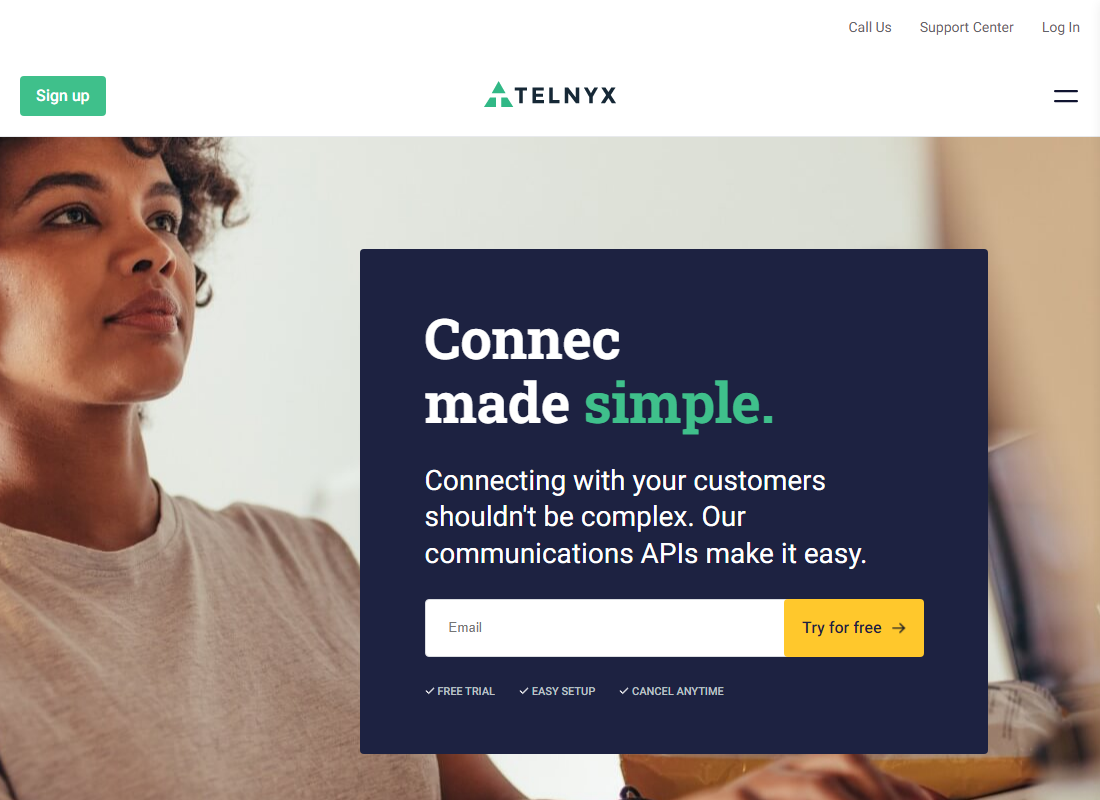 Call Us Support Center Log In
Sign up
TELNYX
Connec
made simple.
Connecting with your customers
shouldn't be complex. Our
communications APIs make it easy.
Email
Try for free
FREE TRIAL EASY SETUP CANCEL ANYTIME